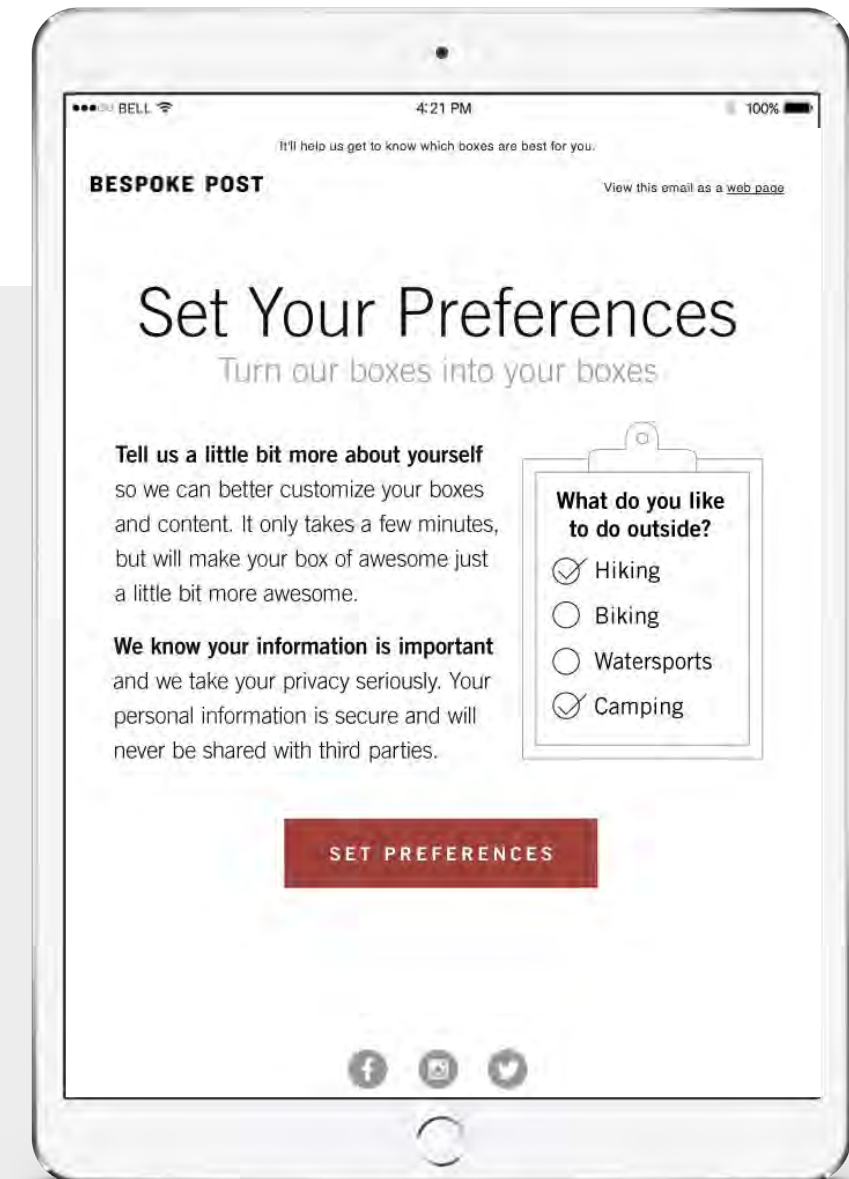 BELL 4:21 PM 100%
It'll help us get to know which boxes are best for you.
BESPOKE POST
View this email as a web page
Set Your Preferences
Turn our boxes into your boxes
Tell us a little bit more about yourself
so we can better customize your boxes
and content. It only takes a few minutes,
but will make your box of awesome just
a little bit more awesome.
We know your information is important
and we take your privacy seriously. Your
personal information is secure and will
never be shared with third parties.
What do you like
to do outside?
Hiking
Biking
Watersports
Camping
SET PREFERENCES